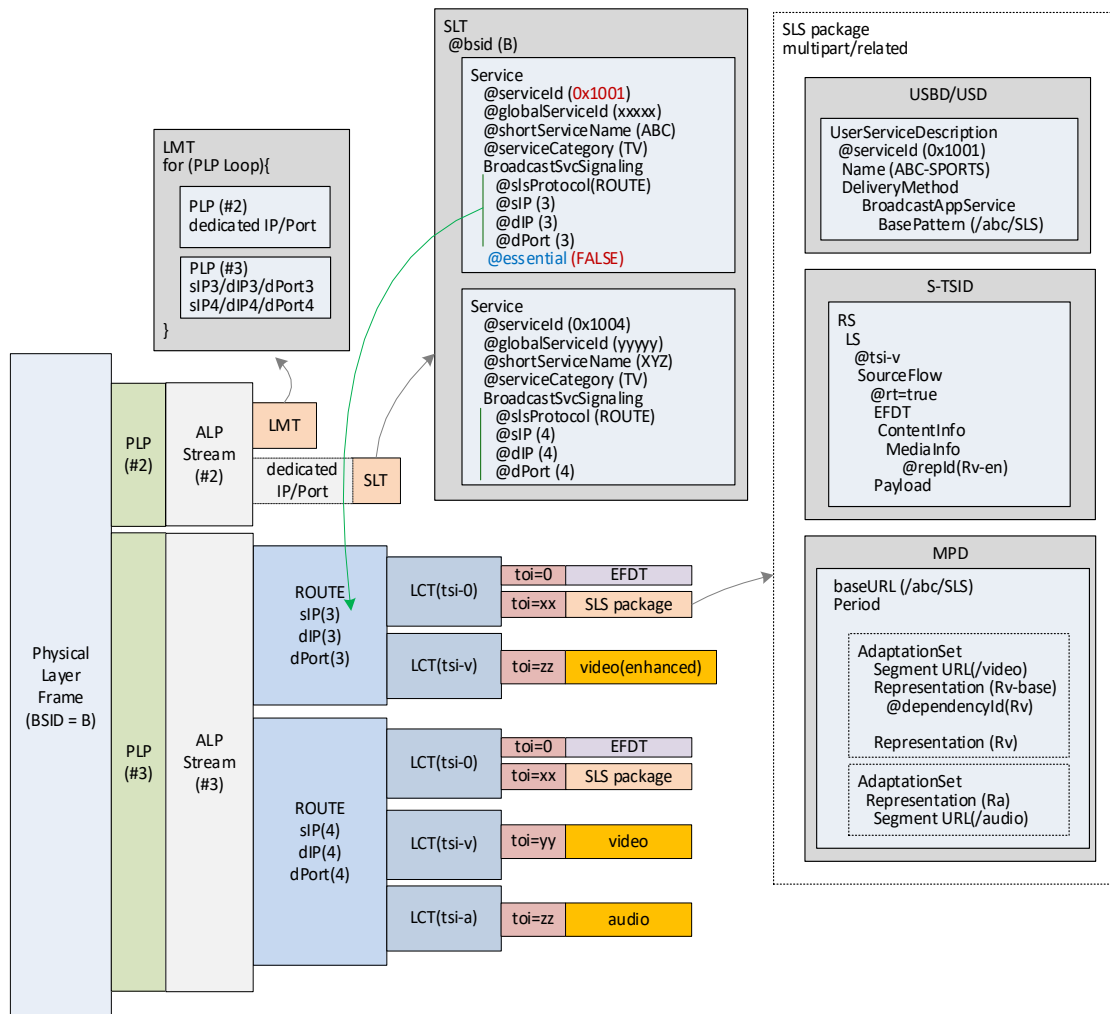 SLT
@bsid (B)
Service
@serviceId (0x1001)
@globalServiceId (xxxxx)
@shortServiceName (ABC)
@serviceCategory (TV)
BroadcastSvcSignaling
@slsProtocol(ROUTE)
@sIP (3)
@dIP (3)
@dPort (3)
@essential (FALSE)
Service
@serviceId (0x1004)
@globalServiceId (yyyyy)
@shortServiceName (XYZ)
@serviceCategory (TV)
BroadcastSvcSignaling
@slsProtocol (ROUTE)
@sIP (4)
@dIP (4)
@dPort (4)
LMT
for (PLP Loop){
PLP (#2)
dedicated IP/Port
PLP (#3)
sIP3/dIP3/dPort3
sIP4/dIP4/dPort4
}
SLS package
multipart/related
USBD/USD
UserServiceDescription
@serviceId (0x1001)
Name (ABC-SPORTS)
DeliveryMethod
BroadcastAppService
BasePattern (/abc/SLS)
S-TSID
RS
LS
@tsi-v
SourceFlow
@rt=true
EFDT
ContentInfo
MediaInfo
@repId(Rv-en)
Payload
MPD
baseURL (/abc/SLS)
Period
AdaptationSet
Segment URL(/video)
Representation (Rv-base)
@dependencyId(Rv)
Representation (Rv)
AdaptationSet
Representation (Ra)
Segment URL(/audio)
Physical
Layer
Frame
(BSID = B)
PLP
(#2)
ALP
Stream
(#2)
LMT
dedicated
IP/Port
SLT
PLP
(#3)
ALP
Stream
(#3)
ROUTE
sIP(3)
dIP(3)
dPort(3)
LCT(tsi-0)
toi=0
EFDT
toi=xx
SLS package
LCT(tsi-v)
toi=zz
video(enhanced)
ROUTE
sIP(4)
dIP(4)
dPort(4)
LCT(tsi-0)
toi=0
EFDT
toi=xx
SLS package
LCT(tsi-v)
toi=yy
video
LCT(tsi-a)
toi=zz
audio